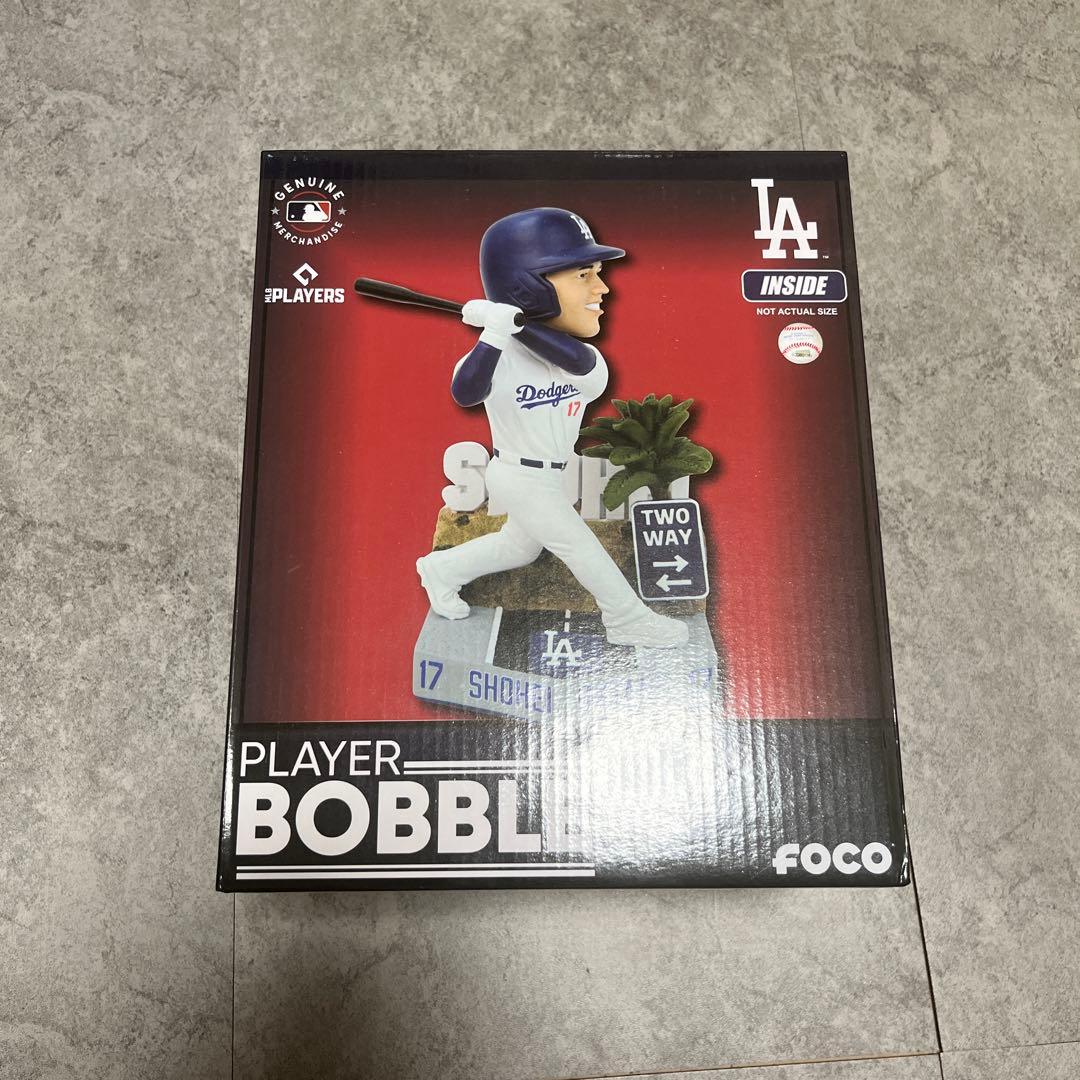 GENUINE
MERCHANDISE
MLB PLAYERS
LA
INSIDE
NOT ACTUAL SIZE
LA
Dodgers
17
TWO
WAY
LA
17 SHOHEI
PLAYER
BOBBLE
FOCO